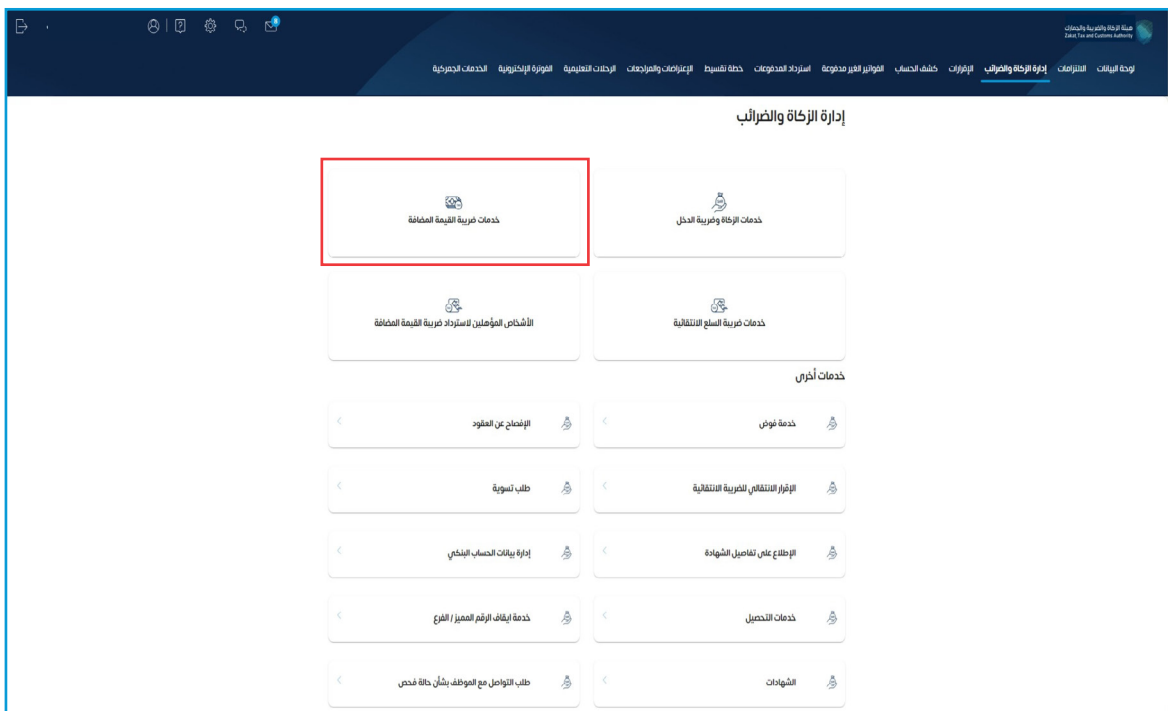 هيئة الزكاة والضريبة والجمارك
Zakat, Tax and Customs Authority
8
لوحة البيانات الالتزامات إدارة الزكاة والضرائب الإقرارات كشف الحساب الفواتير الغير مدفوعة استرداد المدفوعات خطة تقسيط الإعتراضات والمراجعات الرحلات التعليمية الفوترة الإلكترونية الخدمات الجمركية
إدارة الزكاة والضرائب
خدمات الزكاة وضريبة الدخل
خدمات ضريبة القيمة المضافة
خدمات ضريبة السلع الانتقائية
الأشخاص المؤهلين لاسترداد ضريبة القيمة المضافة
خدمات أخرى
خدمة فوض
الإفصاح عن العقود
الإقرار الانتقالي للضريبة الانتقائية
طلب تسوية
الإطلاع على تفاصيل الشهادة
إدارة بيانات الحساب البنكي
خدمات التحصيل
خدمة ايقاف الرقم المميز / الفرع
الشهادات
طلب التواصل مع الموظف بشأن حالة فحص